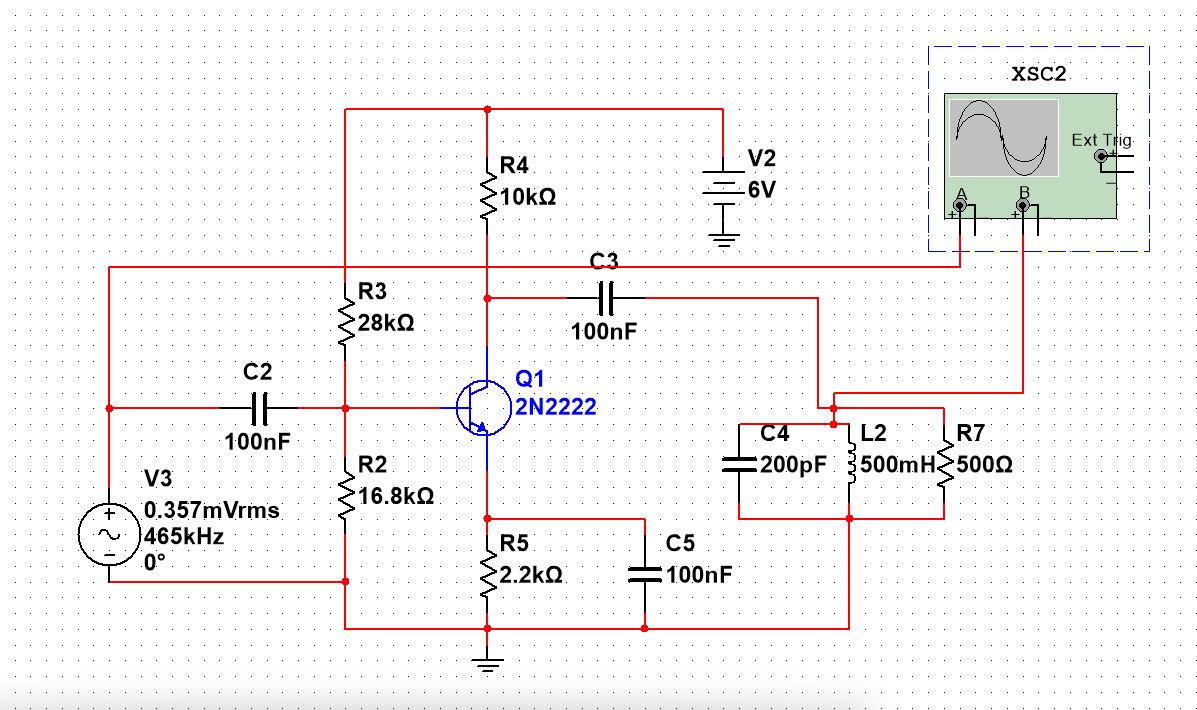 XSC2
Ext Trig
+
_
A
B
+
_
+
_
V2
6V
R4
10kΩ
C3
100nF
R3
28kΩ
C2
100nF
Q1
2N2222
V3
0.357mVrms
465kHz
0°
R2
16.8kΩ
C4
200pF
L2
500mH
R7
500Ω
R5
2.2kΩ
C5
100nF